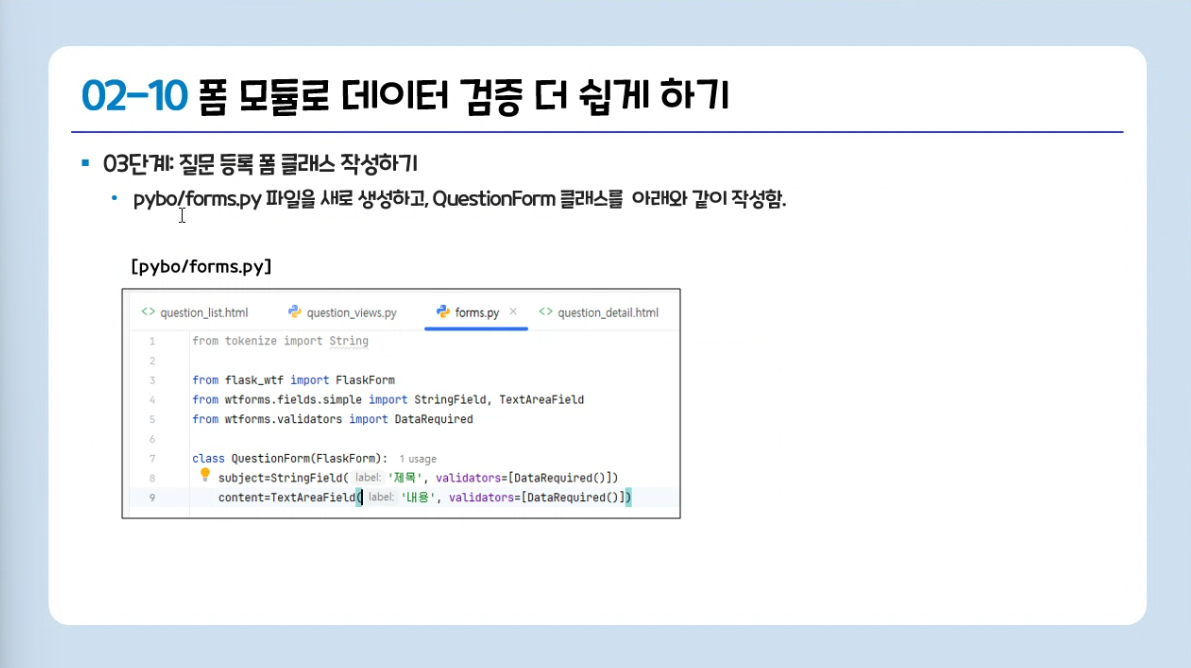 02-10 폼 모듈로 데이터 검증 더 쉽게 하기
03단계: 질문 등록 폼 클래스 작성하기
pybo/forms.py 파일을 새로 생성하고, QuestionForm 클래스를 아래와 같이 작성함.
[pybo/forms.py]
<> question_list.html question_views.py forms.py × <> question_detail.html
1 from tokenize import String
2
3 from flask_wtf import FlaskForm
4 from wtforms.fields.simple import StringField, TextAreaField
5 from wtforms.validators import DataRequired
6
7 class QuestionForm(FlaskForm): 1 usage
8 subject=StringField( label: '제목', validators=[DataRequired()])
9 content=TextAreaField( label: '내용', validators=[DataRequired()])